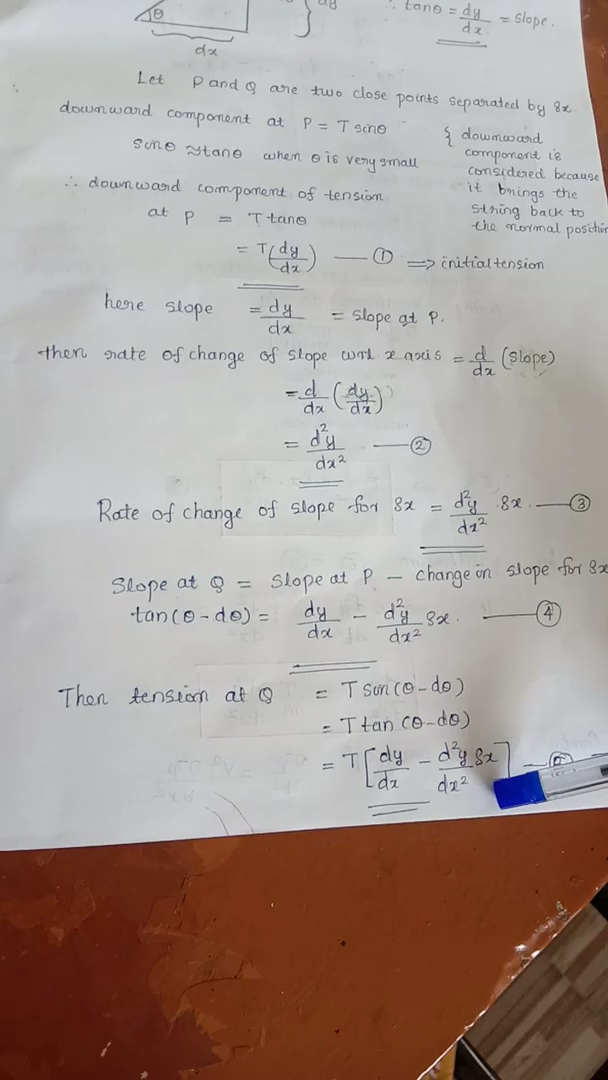 θ
dx
∴ tanθ = dy/dx = slope.
Let P and Q are two close points separated by δx.
downward component at P = T sinθ
sinθ ≈ tanθ when θ is very small
{ downward
component is
considered because
it brings the
string back to
the normal position
∴ downward component of tension
at P = T tanθ
= T(dy/dx) — ① ⇒ initial tension
here slope = dy/dx = slope at P.
then rate of change of slope with x axis = d/dx (slope)
= d/dx (dy/dx)
= d²y/dx² — ②
Rate of change of slope for δx = d²y/dx² · δx. — ③
Slope at Q = slope at P – change in slope for δx
tan(θ-dθ) = dy/dx – d²y/dx² δx. — ④
Then tension at Q = T sin(θ-dθ)
= T tan(θ-dθ)
= T[dy/dx – d²y/dx² δx] —